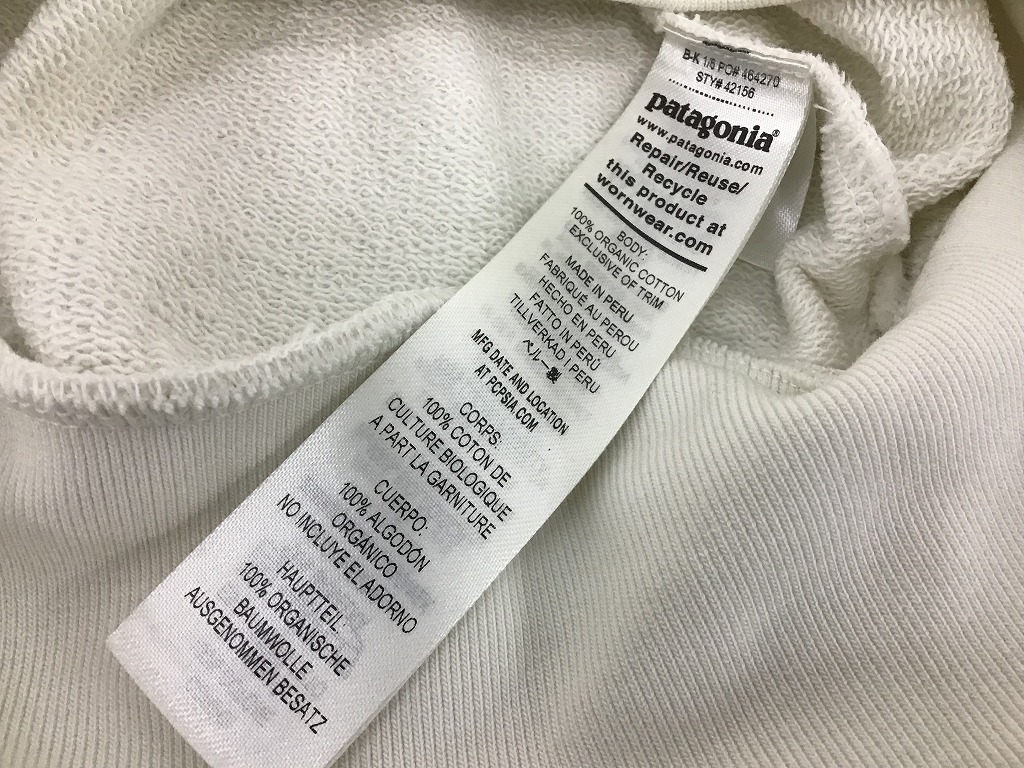 B-K 1/8 PO# 464270
STY# 42156
patagonia®
www.patagonia.com
Repair/Reuse/
Recycle
this product at
wornwear.com
BODY:
100% ORGANIC COTTON
EXCLUSIVE OF TRIM
MADE IN PERU
FABRIQUÉ AU PEROU
HECHO EN PERÚ
FATTO IN PERÙ
TILLVERKAD I PERU
ペルー製
MFG DATE AND LOCATION
AT PCPSIA.COM
CORPS:
100% COTON DE
CULTURE BIOLOGIQUE
A PART LA GARNITURE
CUERPO:
100% ALGODÓN
ORGÁNICO
NO INCLUYE EL ADORNO
HAUPTTEIL:
100% ORGANISCHE
BAUMWOLLE
AUSGENOMMEN BESATZ